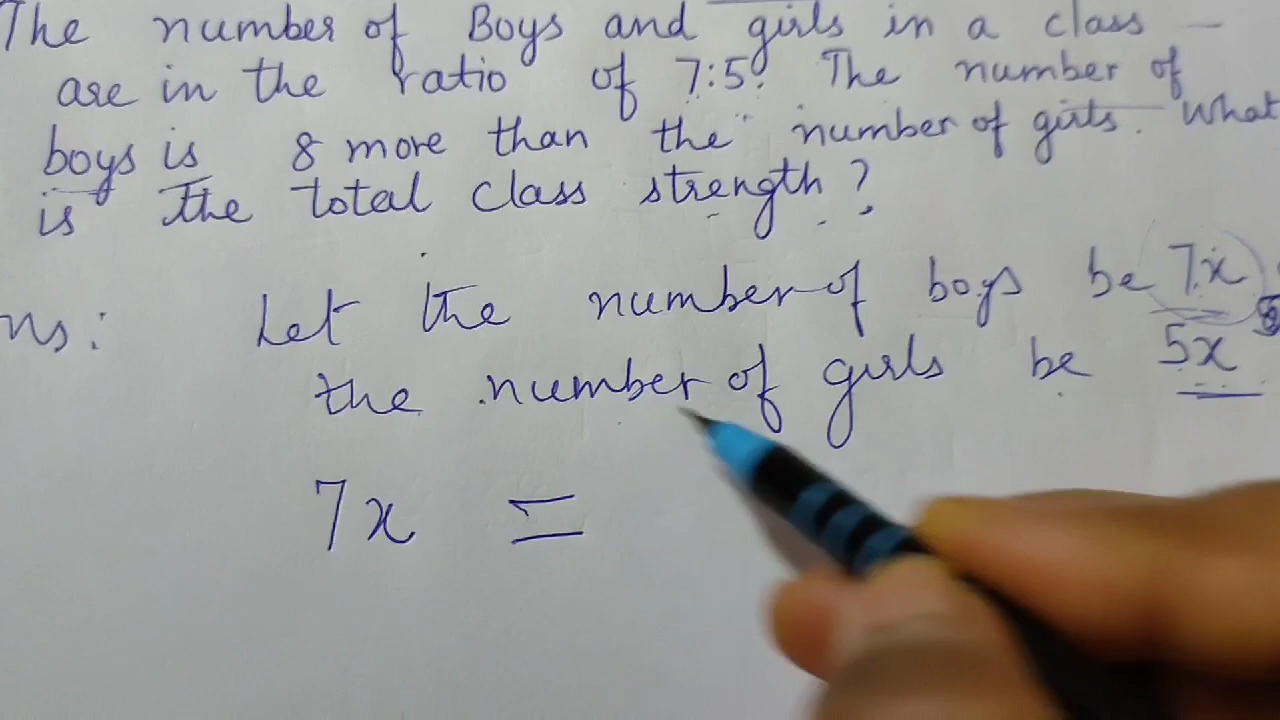 The number of Boys and girls in a class
are in the ratio of 7:5. The number of
boys is 8 more than the number of girls. What
is the total class strength?
ns: Let the number of boys be 7x
the number of girls be 5x
7x =